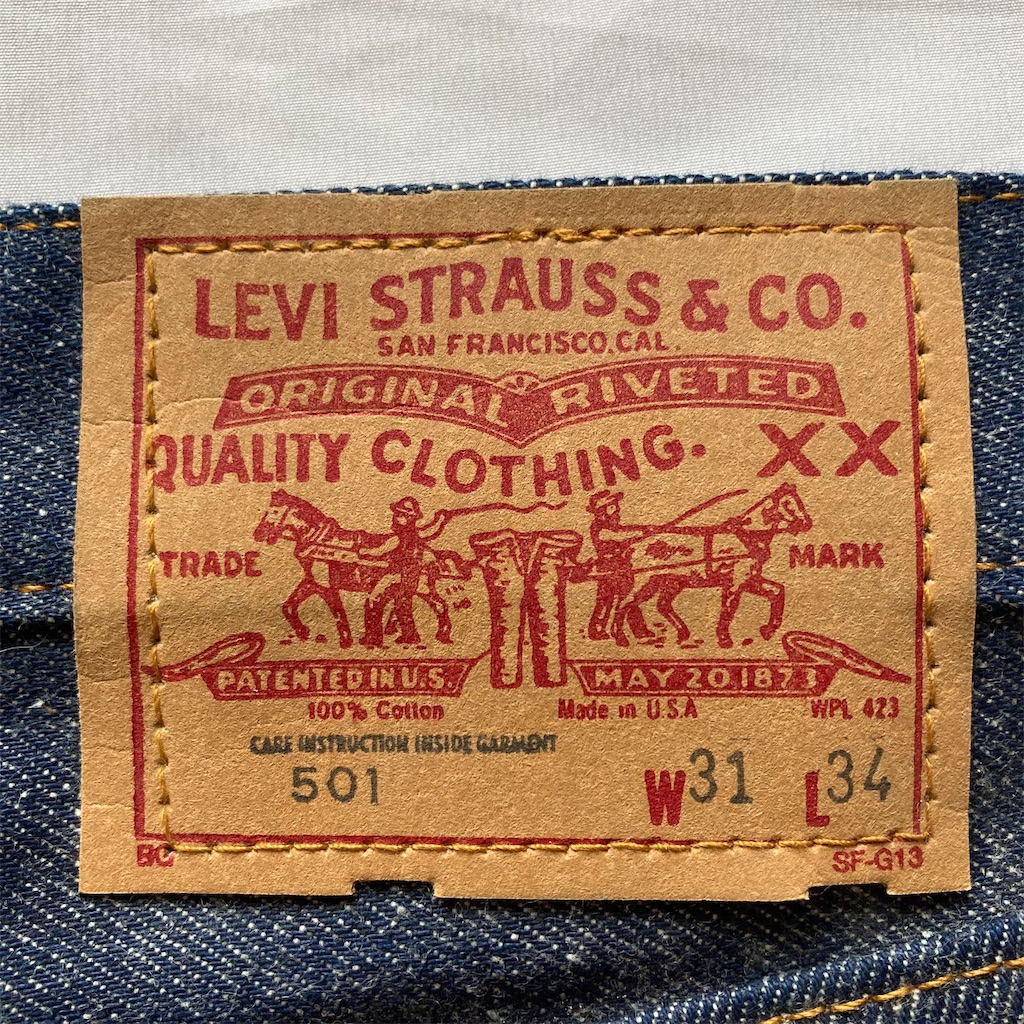 LEVI STRAUSS & CO.
SAN FRANCISCO, CAL.
ORIGINAL RIVETED
QUALITY CLOTHING. XX
TRADE MARK
PATENTED IN U.S. MAY 20 1873
100% Cotton Made in U.S.A WPL 423
CARE INSTRUCTION INSIDE GARMENT
501 W31 L34
BC SF-G13